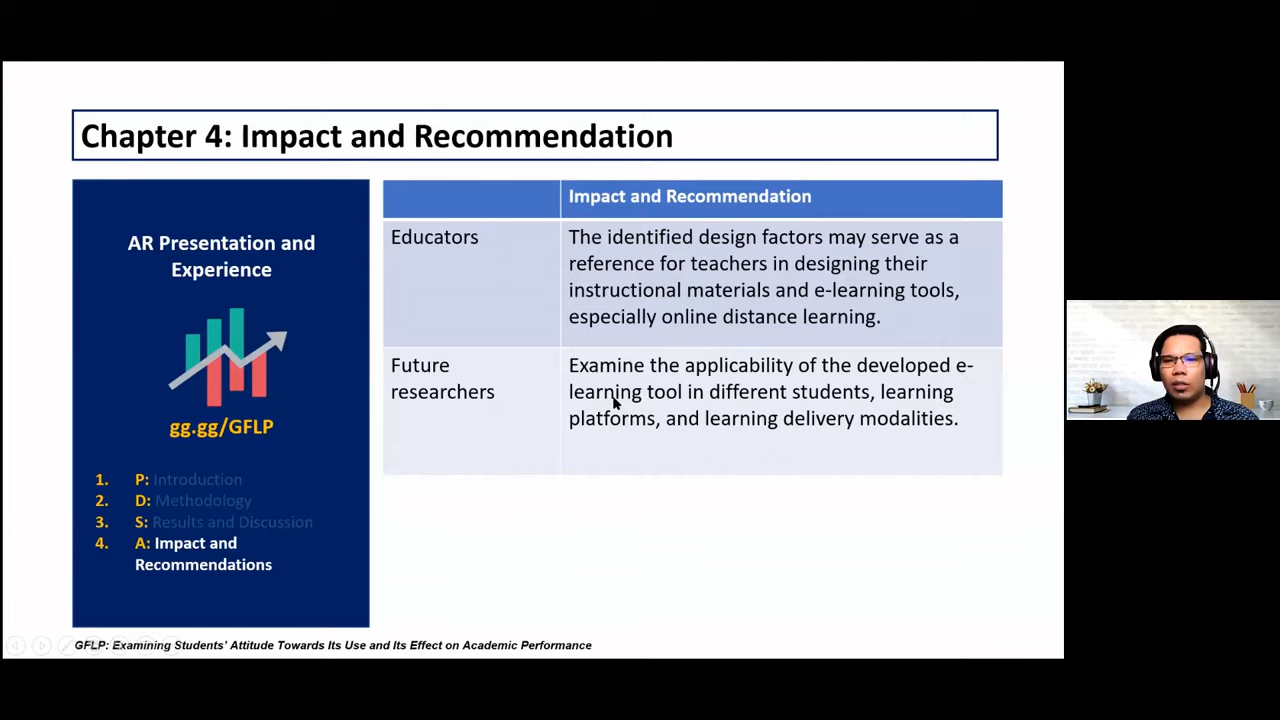 Chapter 4: Impact and Recommendation
AR Presentation and
Experience
gg.gg/GFLP
1. P: Introduction
2. D: Methodology
3. S: Results and Discussion
4. A: Impact and
Recommendations
Impact and Recommendation
Educators
The identified design factors may serve as a
reference for teachers in designing their
instructional materials and e-learning tools,
especially online distance learning.
Future
researchers
Examine the applicability of the developed e-
learning tool in different students, learning
platforms, and learning delivery modalities.
GFLP: Examining Students’ Attitude Towards Its Use and Its Effect on Academic Performance